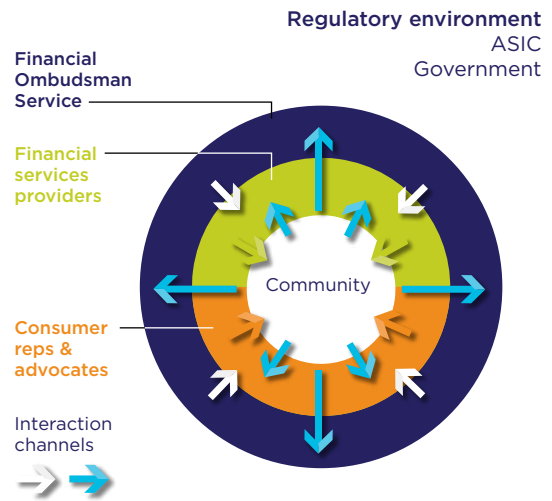 Regulatory environment
ASIC
Government
Financial
Ombudsman
Service
Financial
services
providers
Community
Consumer
reps &
advocates
Interaction
channels